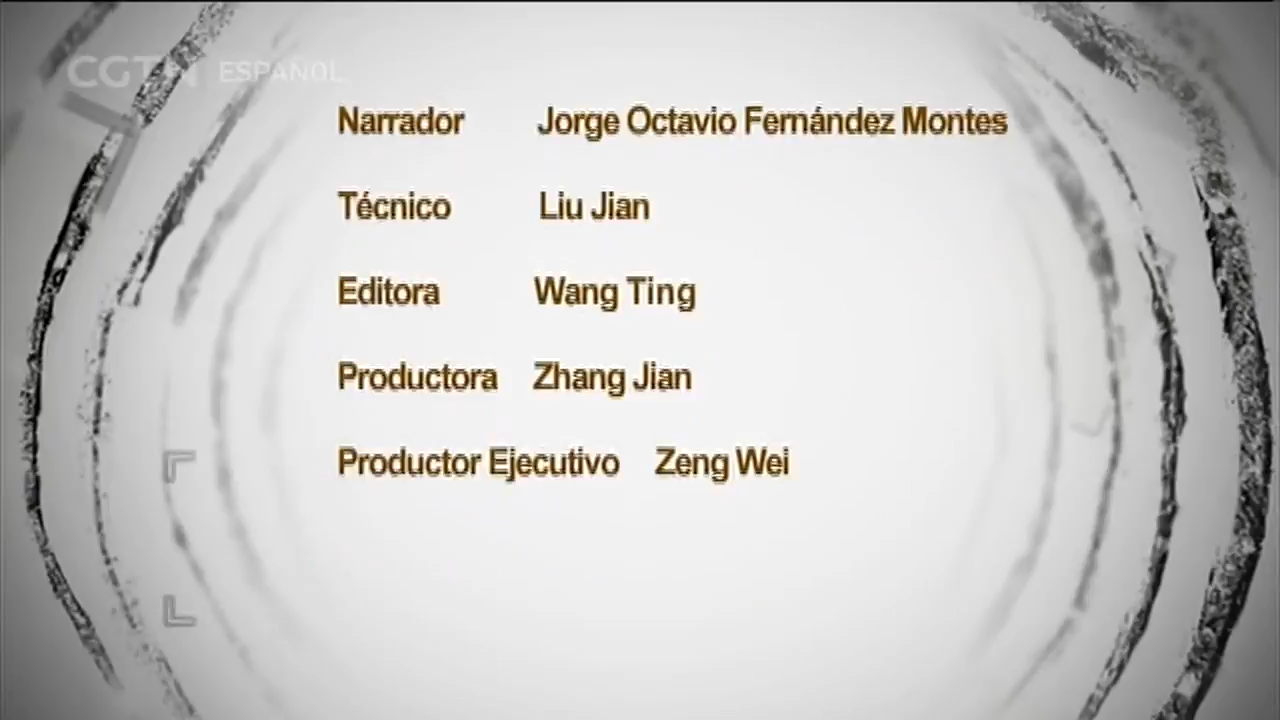 CGTN ESPAÑOL
Narrador Jorge Octavio Fernández Montes
Técnico Liu Jian
Editora Wang Ting
Productora Zhang Jian
Productor Ejecutivo Zeng Wei